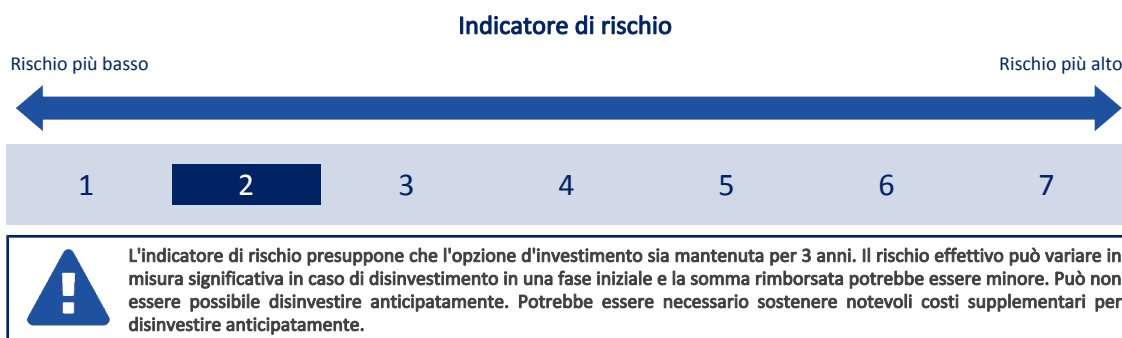 Indicatore di rischio
Rischio più basso
Rischio più alto
1 2 3 4 5 6 7
L'indicatore di rischio presuppone che l'opzione d'investimento sia mantenuta per 3 anni. Il rischio effettivo può variare in
misura significativa in caso di disinvestimento in una fase iniziale e la somma rimborsata potrebbe essere minore. Può non
essere possibile disinvestire anticipatamente. Potrebbe essere necessario sostenere notevoli costi supplementari per
disinvestire anticipatamente.